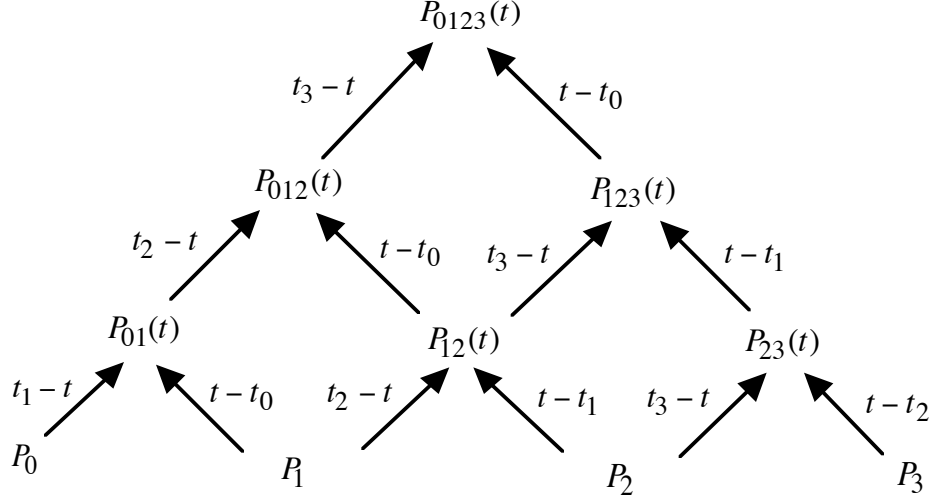 P₀₁₂₃(t)
t₃ − t t − t₀
P₀₁₂(t) P₁₂₃(t)
t₂ − t t − t₀ t₃ − t t − t₁
P₀₁(t) P₁₂(t) P₂₃(t)
t₁ − t t − t₀ t₂ − t t − t₁ t₃ − t t − t₂
P₀ P₁ P₂ P₃